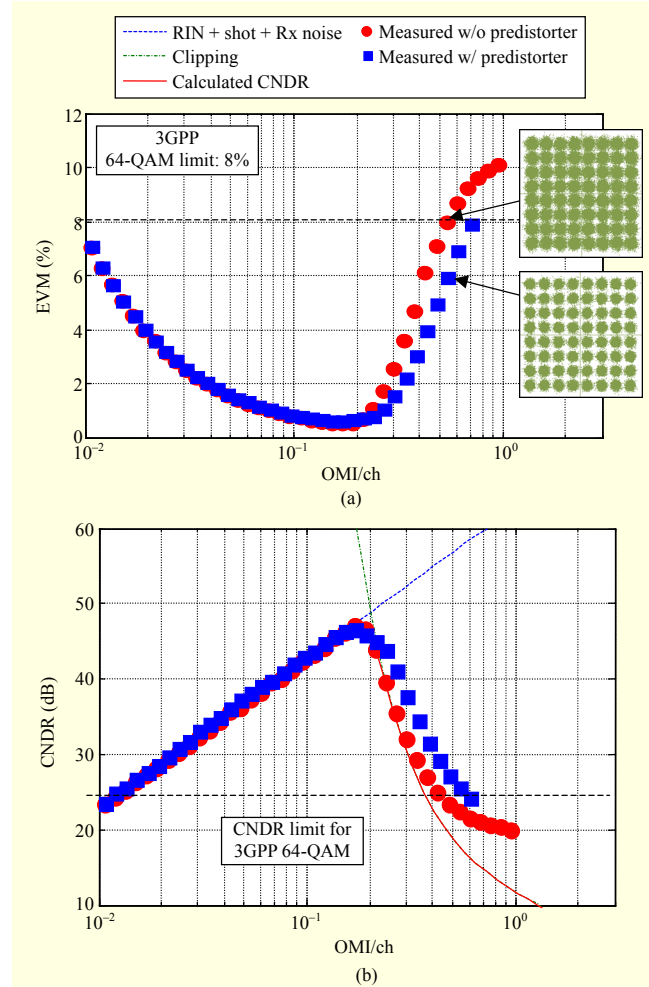 RIN + shot + Rx noise
Clipping
Calculated CNDR
Measured w/o predistorter
Measured w/ predistorter
12
10
8
6
4
2
0
EVM (%)
3GPP
64-QAM limit: 8%
10⁻²
10⁻¹
10⁰
OMI/ch
(a)
60
50
40
30
20
10
CNDR (dB)
CNDR limit for
3GPP 64-QAM
10⁻²
10⁻¹
10⁰
OMI/ch
(b)